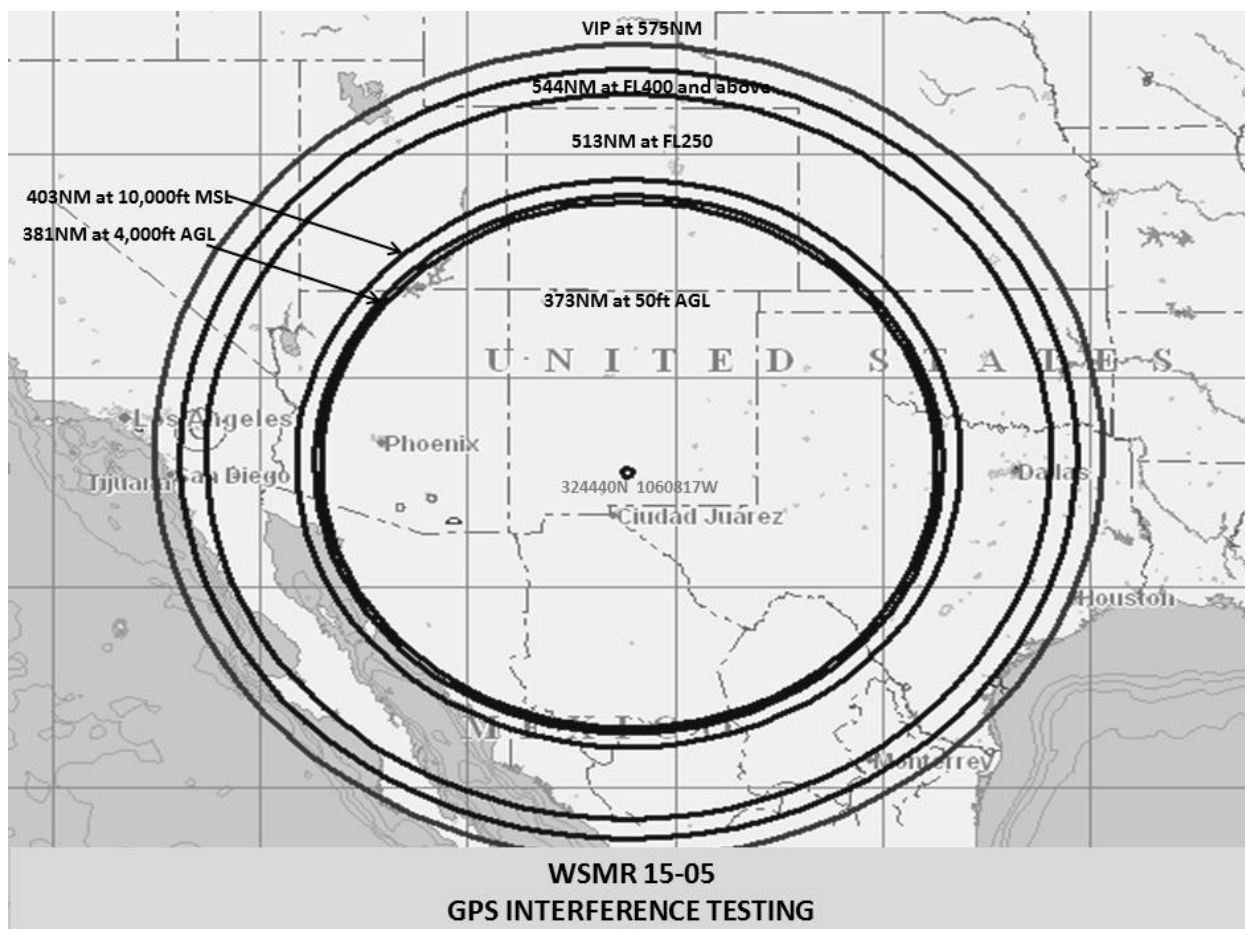 VIP at 575NM
544NM at FL400 and above
513NM at FL250
403NM at 10,000ft MSL
381NM at 4,000ft AGL
373NM at 50ft AGL
UNITED STATES
Los Angeles
Phoenix
Tijuana
San Diego
Dallas
324440N 1060817W
Ciudad Juárez
Houston
MEXICO
Monterrey
WSMR 15-05
GPS INTERFERENCE TESTING